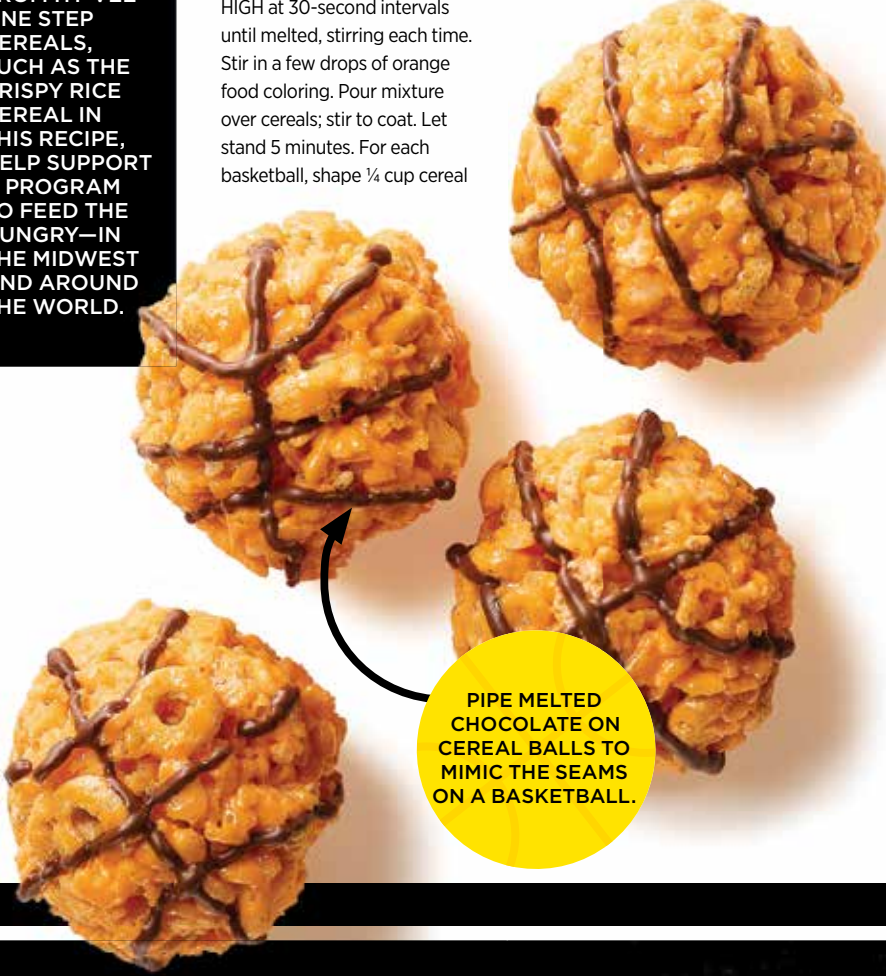 NE STEP
EREALS,
UCH AS THE
RISPY RICE
EREAL IN
HIS RECIPE,
ELP SUPPORT
PROGRAM
O FEED THE
UNGRY—IN
HE MIDWEST
ND AROUND
HE WORLD.
HIGH at 30-second intervals
until melted, stirring each time.
Stir in a few drops of orange
food coloring. Pour mixture
over cereals; stir to coat. Let
stand 5 minutes. For each
basketball, shape ¼ cup cereal
PIPE MELTED
CHOCOLATE ON
CEREAL BALLS TO
MIMIC THE SEAMS
ON A BASKETBALL.